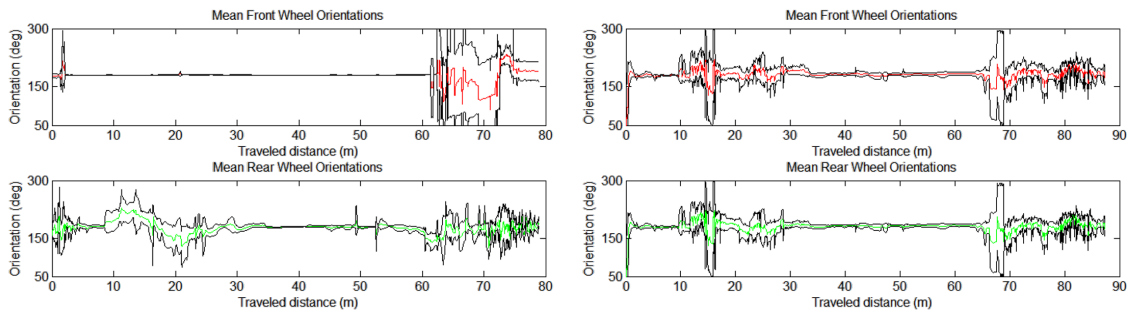 Mean Front Wheel Orientations
300
150
50
Orientation (deg)
0 10 20 30 40 50 60 70 80
Traveled distance (m)
Mean Rear Wheel Orientations
300
150
50
Orientation (deg)
0 10 20 30 40 50 60 70 80
Traveled distance (m)
Mean Front Wheel Orientations
300
150
50
Orientation (deg)
0 10 20 30 40 50 60 70 80 90
Traveled distance (m)
Mean Rear Wheel Orientations
300
150
50
Orientation (deg)
0 10 20 30 40 50 60 70 80 90
Traveled distance (m)